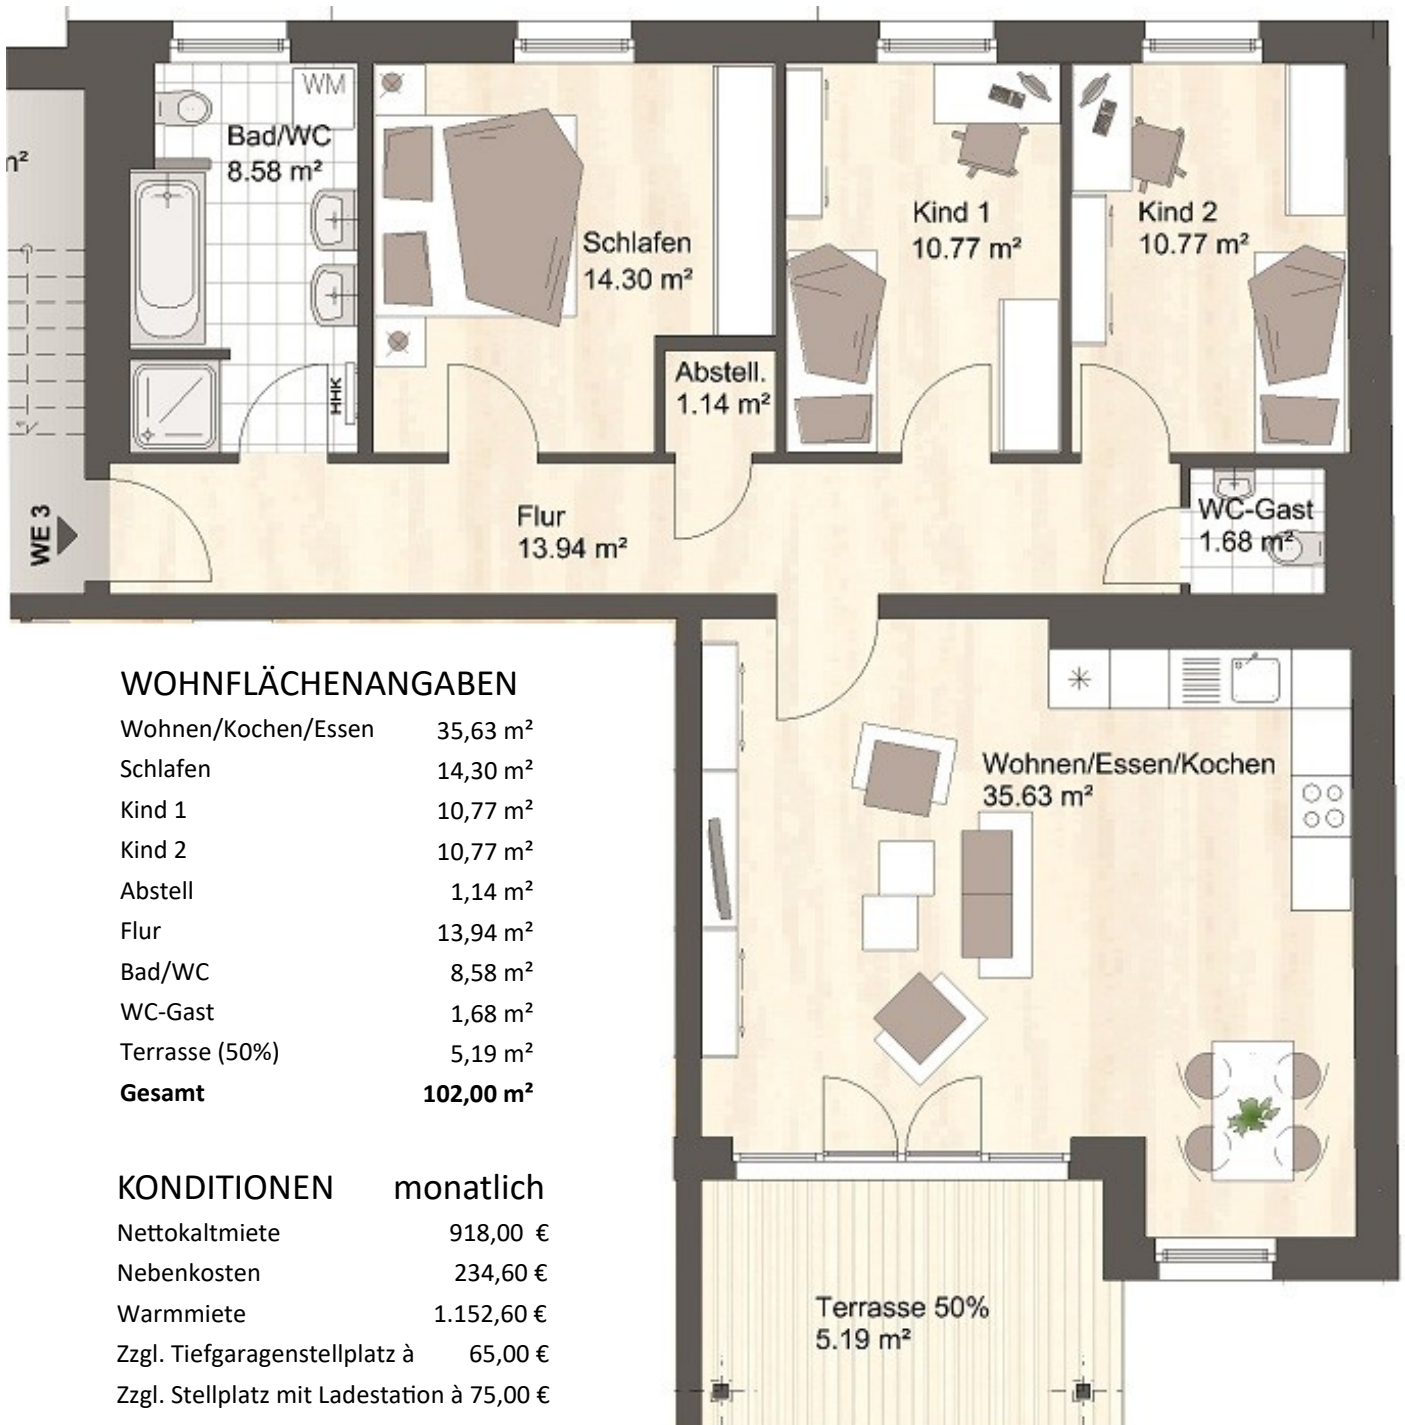 m²
WM
Bad/WC
8.58 m²
Schlafen
14.30 m²
Kind 1
10.77 m²
Kind 2
10.77 m²
Abstell.
1.14 m²
HHK
WE 3
Flur
13.94 m²
WC-Gast
1.68 m²
WOHNFLÄCHENANGABEN
Wohnen/Kochen/Essen 35,63 m²
Schlafen 14,30 m²
Kind 1 10,77 m²
Kind 2 10,77 m²
Abstell 1,14 m²
Flur 13,94 m²
Bad/WC 8,58 m²
WC-Gast 1,68 m²
Terrasse (50%) 5,19 m²
Gesamt 102,00 m²
Wohnen/Essen/Kochen
35.63 m²
KONDITIONEN monatlich
Nettokaltmiete 918,00 €
Nebenkosten 234,60 €
Warmmiete 1.152,60 €
Zzgl. Tiefgaragenstellplatz à 65,00 €
Zzgl. Stellplatz mit Ladestation à 75,00 €
Terrasse 50%
5.19 m²